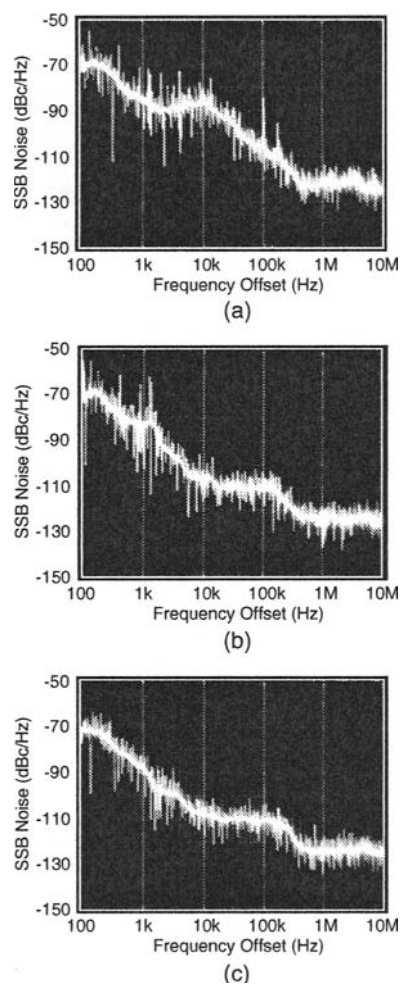 -50
-70
-90
-110
-130
-150
SSB Noise (dBc/Hz)
100 1k 10k 100k 1M 10M
Frequency Offset (Hz)
(a)
-50
-70
-90
-110
-130
-150
SSB Noise (dBc/Hz)
100 1k 10k 100k 1M 10M
Frequency Offset (Hz)
(b)
-50
-70
-90
-110
-130
-150
SSB Noise (dBc/Hz)
100 1k 10k 100k 1M 10M
Frequency Offset (Hz)
(c)